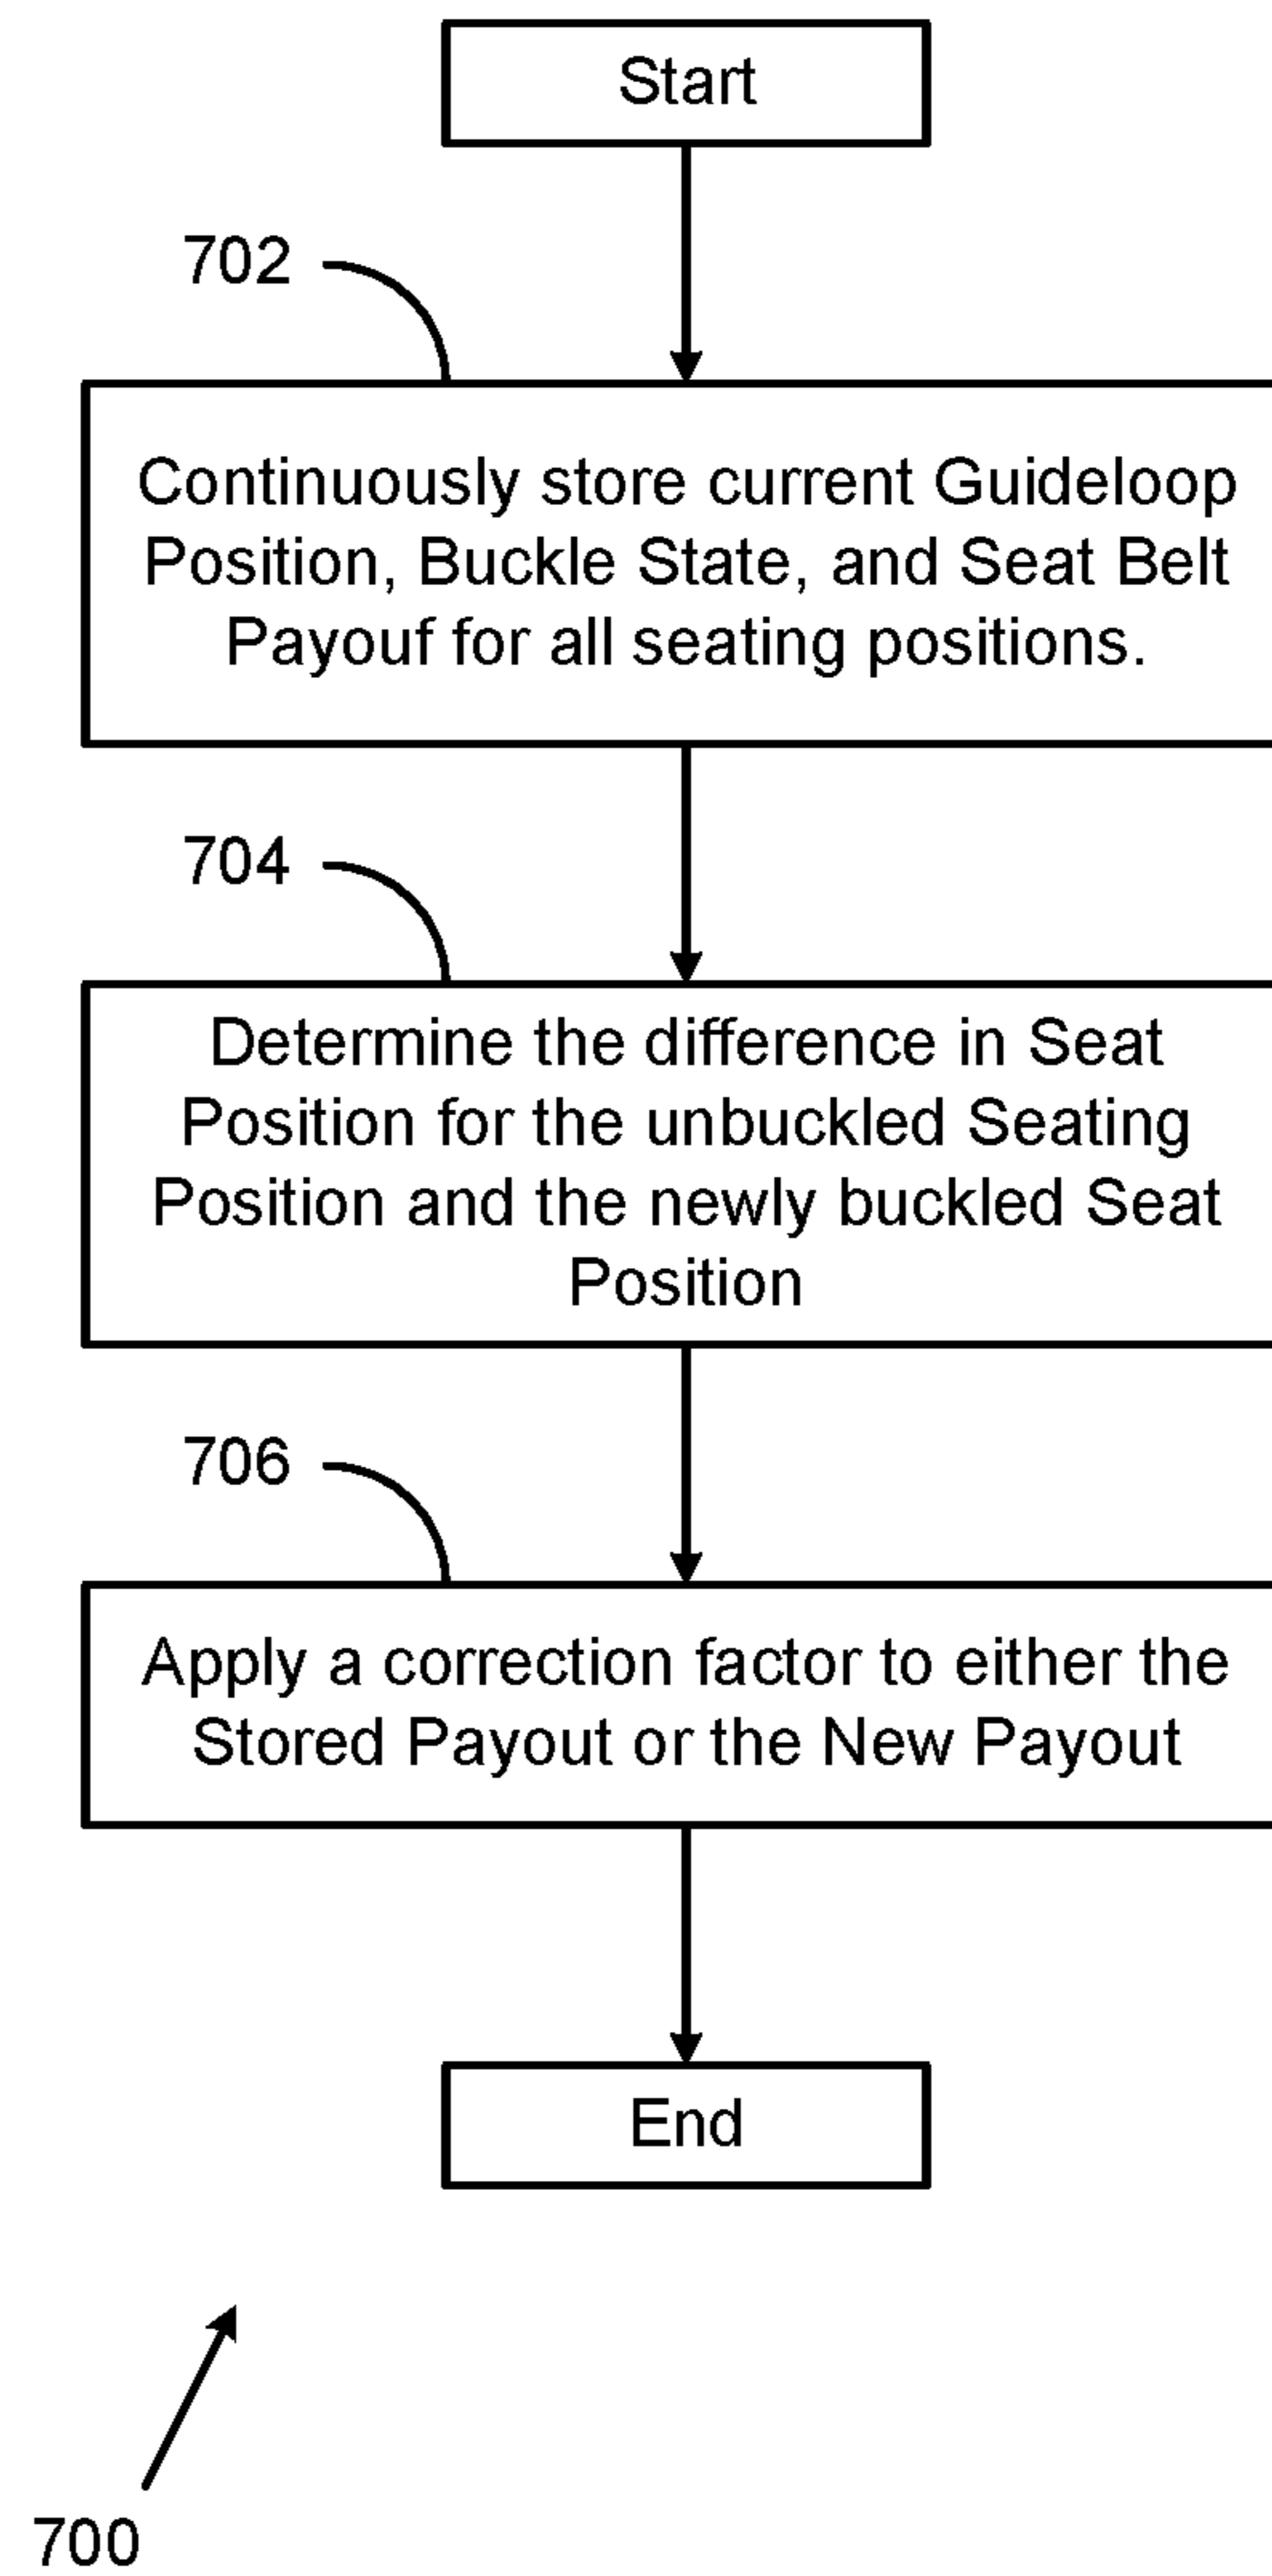 Start
702
Continuously store current Guideloop
Position, Buckle State, and Seat Belt
Payouf for all seating positions.
704
Determine the difference in Seat
Position for the unbuckled Seating
Position and the newly buckled Seat
Position
706
Apply a correction factor to either the
Stored Payout or the New Payout
End
700